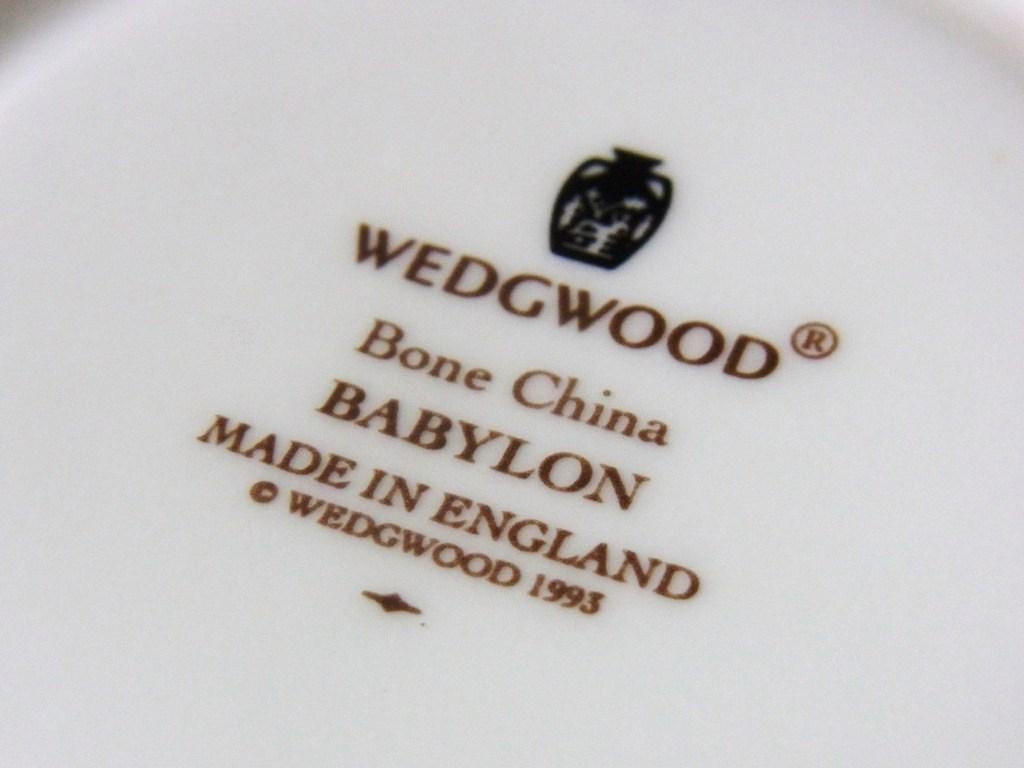 WEDGWOOD®
Bone China
BABYLON
MADE IN ENGLAND
© WEDGWOOD 1993